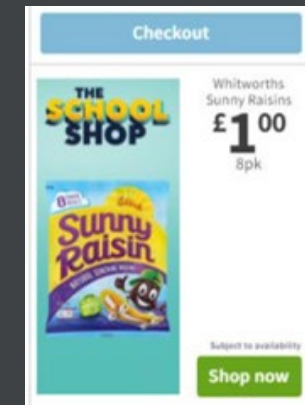 Checkout
THE
SCHOOL
SHOP
Whitworths
Sunny Raisins
£1.00
8pk
8
Sunny
Raisin
Subject to availability
Shop now